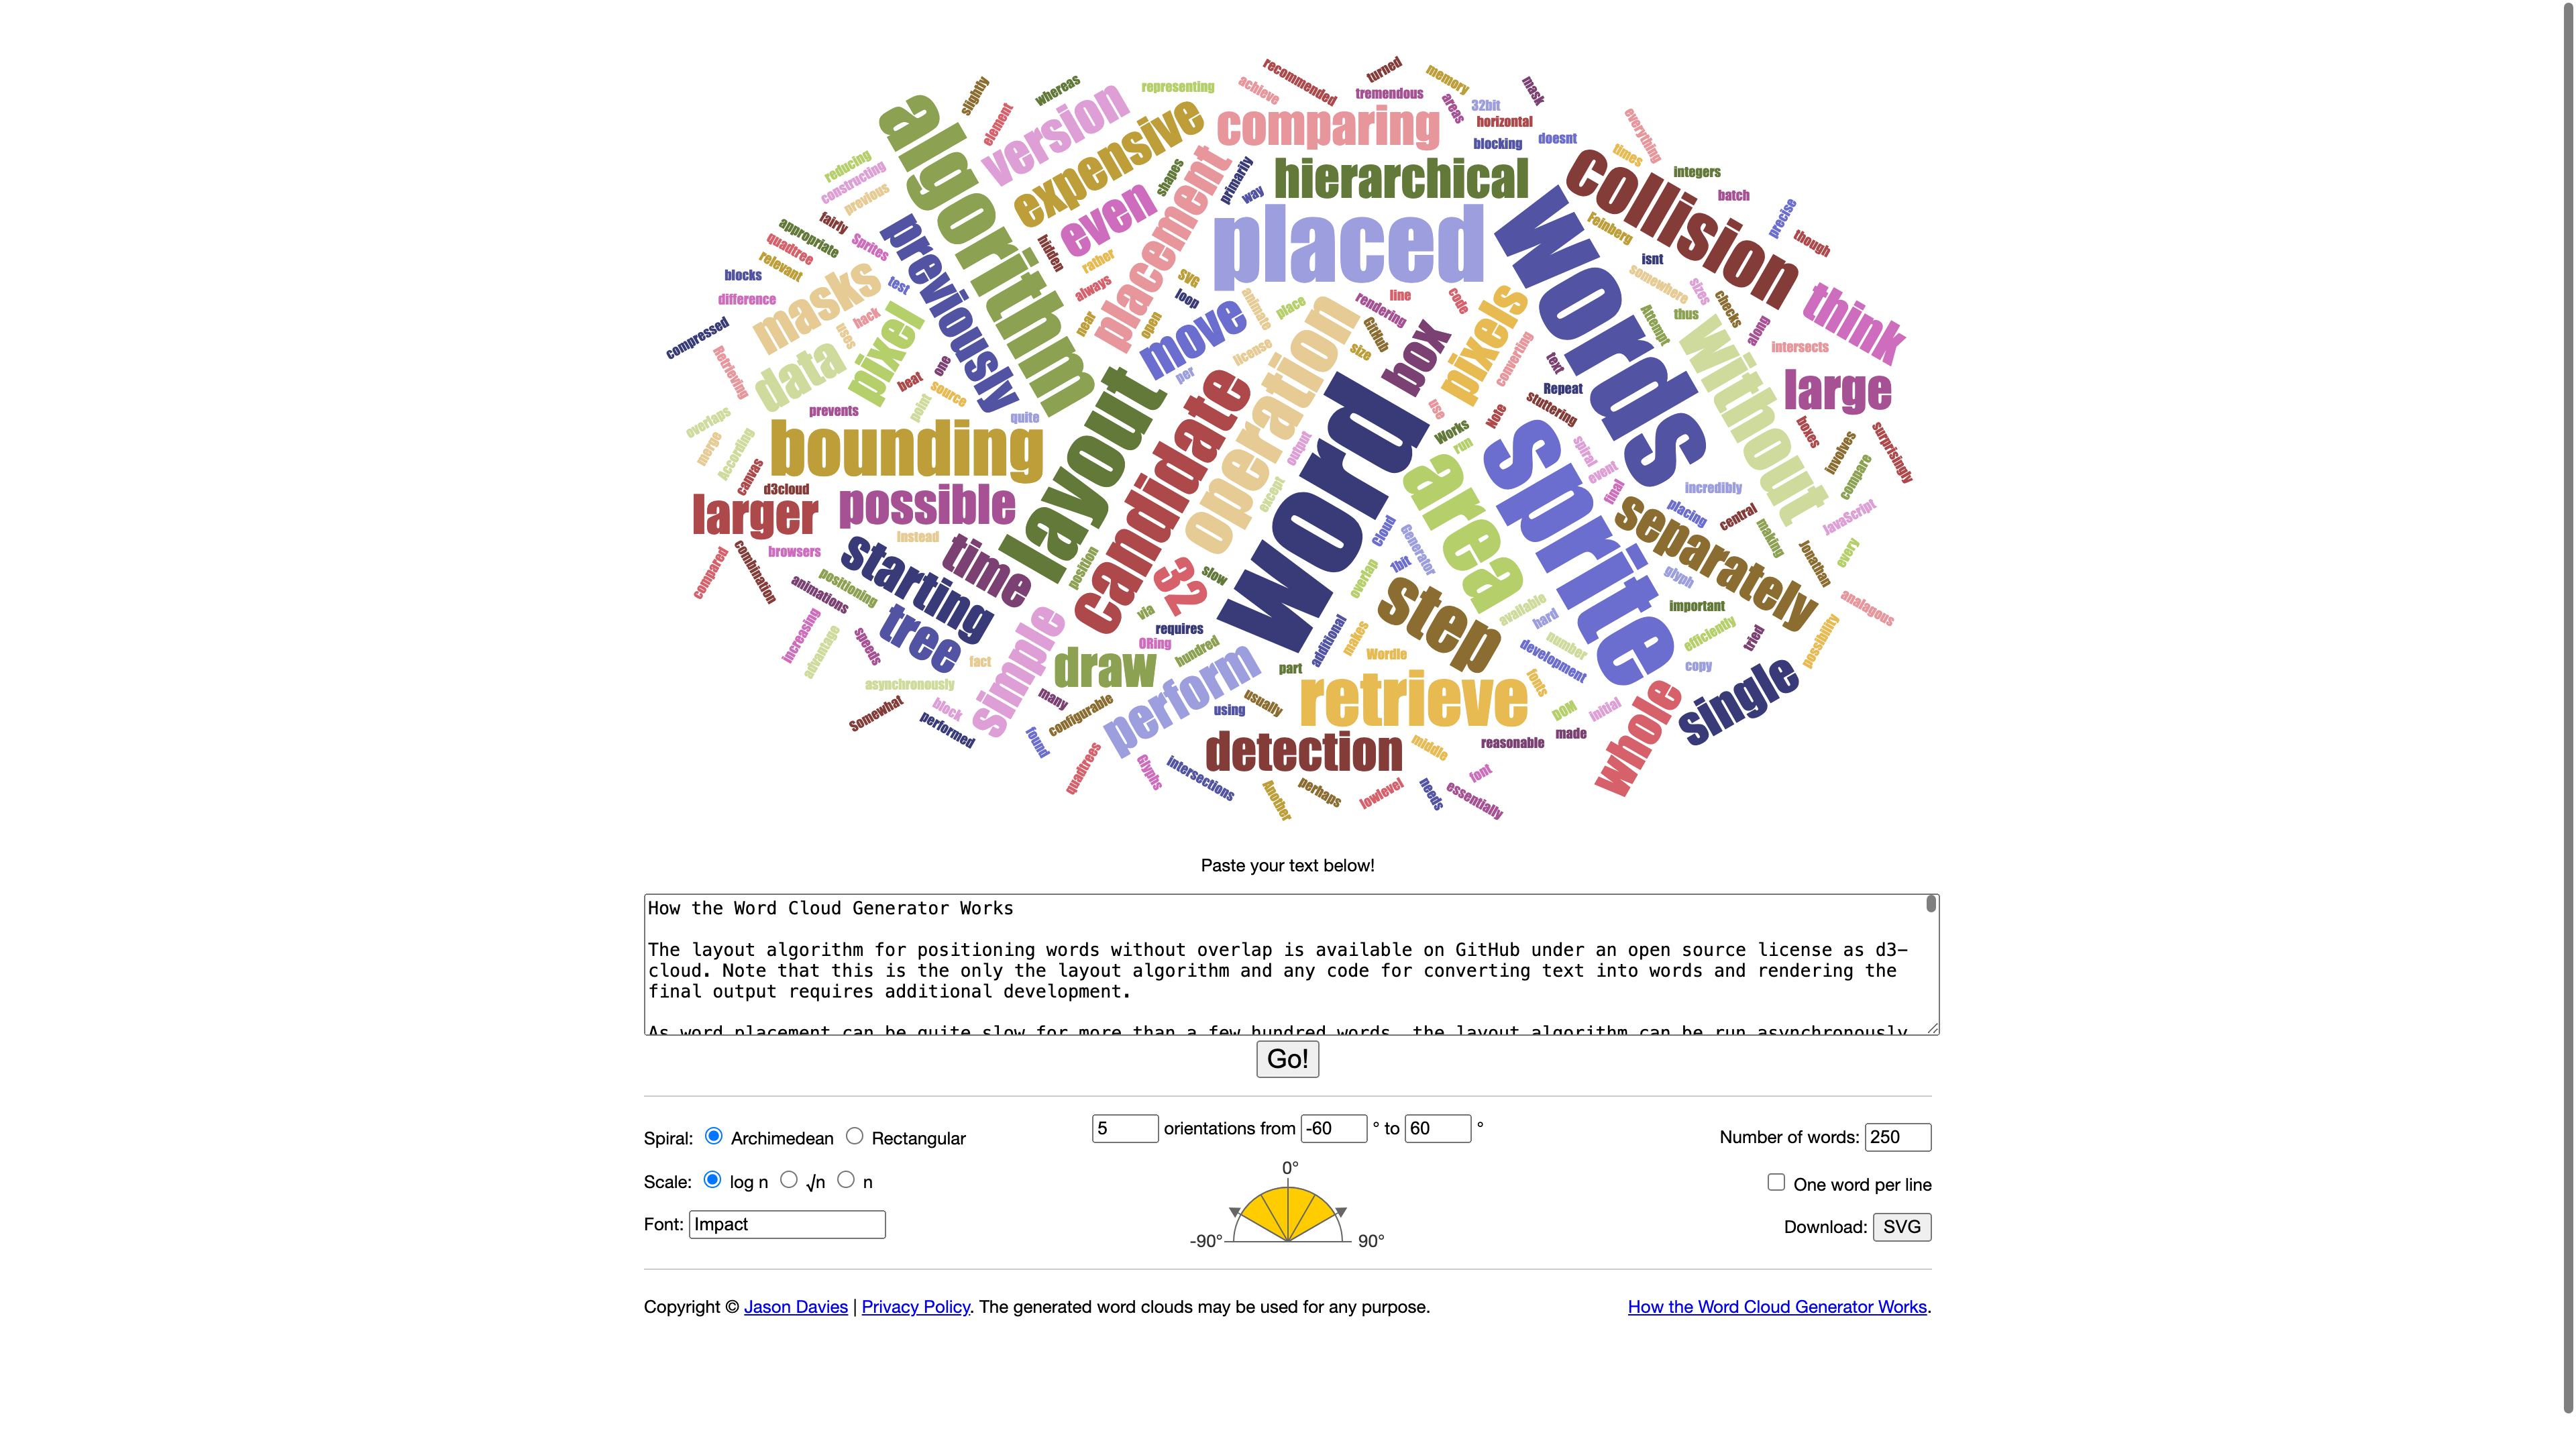 slightly
whereas
representing
achieve
recommended
turned
memory
mask
tremendous
areas
32bit
horizontal
blocking
doesnt
everything
times
integers
batch
precise
though
algorithm
element
version
expensive
comparing
hierarchical
placed
words
collision
think
reducing
constructing
previous
fairly
appropriate
Sprites
quadtree
relevant
blocks
difference
compressed
masks
test
previously
hidden
even
shapes
rather
always
placement
primarily
way
SVG
loop
near
open
move
animate
place
license
per
rendering
line
GitHub
size
code
box
pixels
converting
text
Repeat
stuttering
Note
use
Feinberg
isnt
somewhere
sizes
checks
thus
Attempt
along
without
intersects
large
boxes
involves
compare
surprisingly
Retrieving
data
uses
hack
pixel
beat
one
source
point
prevents
quite
overlaps
merge
According
canvas
d3cloud
bounding
larger
possible
layout
candidate
operation
output
except
word
Works
run
area
sprite
spiral
event
final
incredibly
placing
central
making
JavaScript
every
Jonathan
separately
compared
combination
browsers
Instead
starting
time
position
32
slow
via
requires
ORing
hundred
Cloud
Generator
1bit
overlap
step
available
hard
number
development
glyph
important
efficiently
tried
copy
possibility
analagous
animations
positioning
increasing
advantage
speeds
tree
fact
simple
asynchronously
Somewhat
block
performed
draw
many
configurable
found
quadtrees
perform
Glyphs
intersections
using
usually
part
additional
makes
Wordle
retrieve
fonts
DOM
initial
made
reasonable
whole
single
detection
middle
Another
perhaps
lowlevel
needs
font
essentially
Paste your text below!
How the Word Cloud Generator Works
The layout algorithm for positioning words without overlap is available on GitHub under an open source license as d3-
cloud. Note that this is the only the layout algorithm and any code for converting text into words and rendering the
final output requires additional development.
As word placement can be quite slow for more than a few hundred words, the layout algorithm can be run asynchronously
Go!
Spiral: Archimedean Rectangular
5 orientations from -60 ° to 60 °
Number of words: 250
Scale: log n √n n
0°
One word per line
Font: Impact
-90° 90°
Download: SVG
Copyright © Jason Davies | Privacy Policy. The generated word clouds may be used for any purpose.
How the Word Cloud Generator Works.